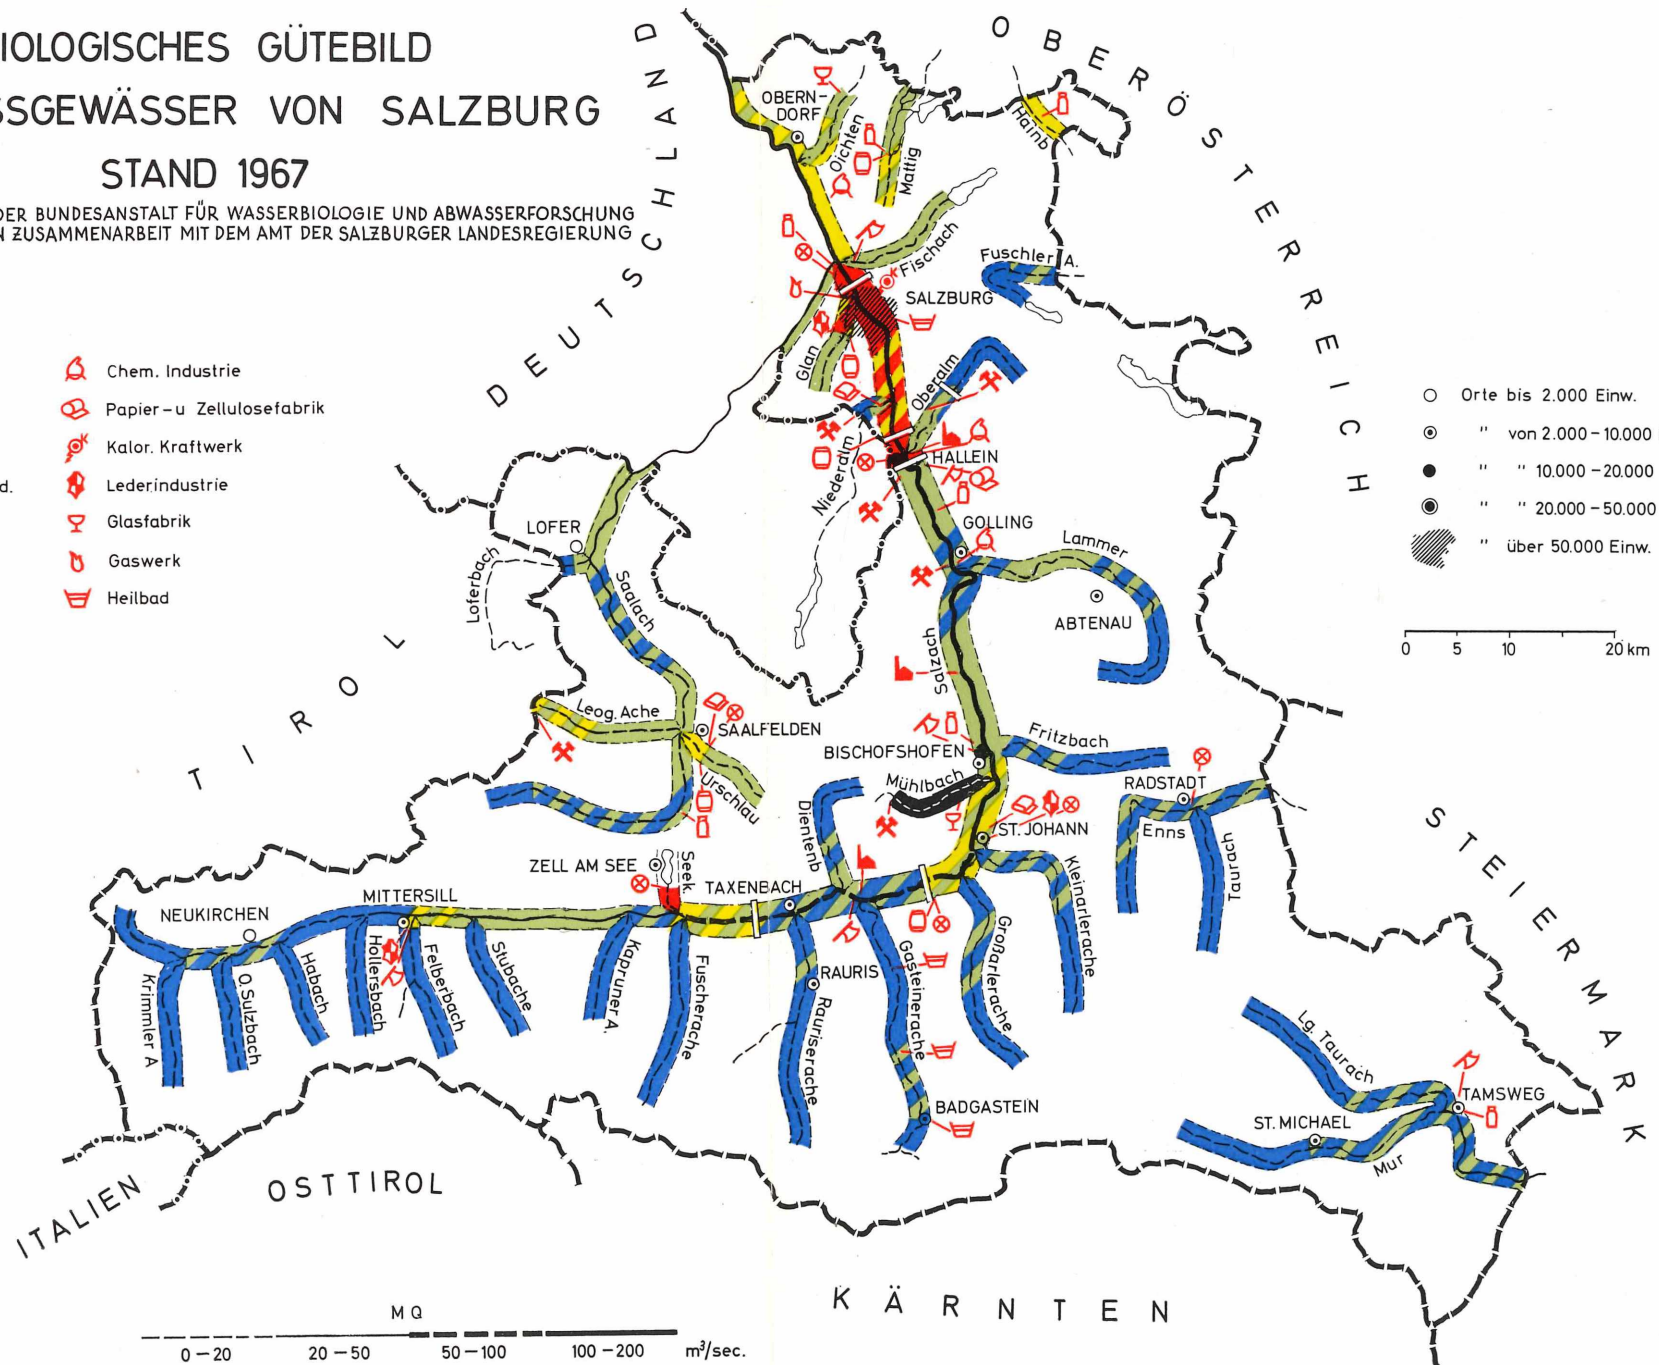 IOLOGISCHES GÜTEBILD
SSGEWÄSSER VON SALZBURG
STAND 1967
DER BUNDESANSTALT FÜR WASSERBIOLOGIE UND ABWASSERFORSCHUNG
N ZUSAMMENARBEIT MIT DEM AMT DER SALZBURGER LANDESREGIERUNG
Chem. Industrie
Papier-u Zellulosefabrik
Kalor. Kraftwerk
d.
Lederindustrie
Glasfabrik
Gaswerk
Heilbad
Orte bis 2.000 Einw.
" von 2.000-10.000
" " 10.000-20.000
" " 20.000-50.000
" über 50.000 Einw.
0 5 10 20 km
DEUTSCHLAND
OBERÖSTERREICH
TIROL
STEIERMARK
ITALIEN
OSTTIROL
KÄRNTEN
OBERN-
DORF
Oichten
Mattig
Hainb
Fischach
Fuschler A.
SALZBURG
Glan
Oberalm
Niederalm
HALLEIN
GOLLING
Lammer
ABTENAU
LOFER
Loferbach
Saalach
Salzach
Leog. Ache
SAALFELDEN
Urschlau
BISCHOFSHOFEN
Fritzbach
Mühlbach
RADSTADT
Enns
Taurach
ST. JOHANN
Dientenb
Kleinarlerache
ZELL AM SEE
Seek.
TAXENBACH
MITTERSILL
NEUKIRCHEN
Krimmler A
O. Sulzbach
Habach
Hollersbach
Felberbach
Stubache
Kapruner A.
Fuscherache
RAURIS
Rauriserache
Gasteinerache
Großarlerache
BADGASTEIN
Lg. Taurach
TAMSWEG
ST. MICHAEL
Mur
MQ
0-20 20-50 50-100 100-200 m³/sec.